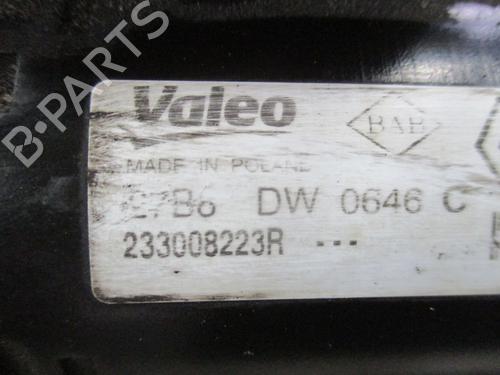 B-PARTS
Valeo
BAB
MADE IN POLAND
DW 0646 C
233008223R ---